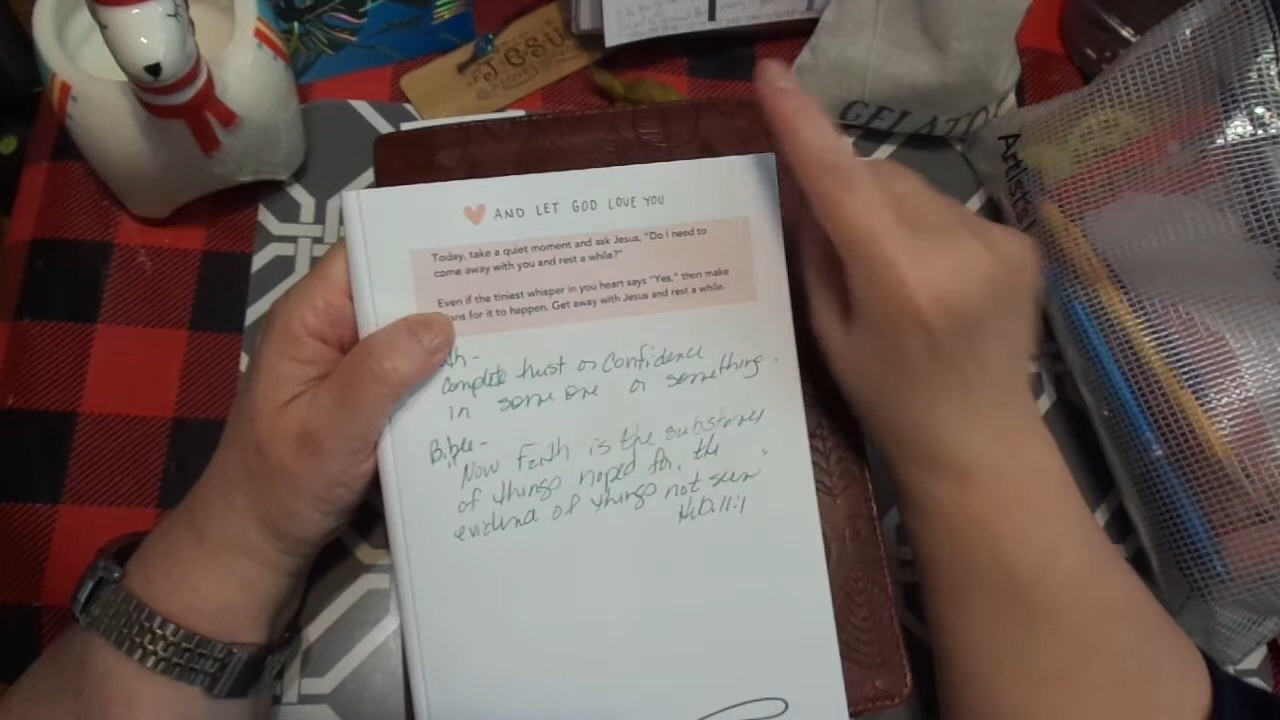 JESUS
GELATO
Artist
AND LET GOD LOVE YOU
Today, take a quiet moment and ask Jesus, "Do I need to
come away with you and rest a while?"
Even if the tiniest whisper in you heart says "Yes," then make
for it to happen. Get away with Jesus and rest a while.
complete trust or confidence
in some one or something.
Bible-
"Now Faith is the substance
of things hoped for, the
evidence of things not seen"
Heb. 11:1